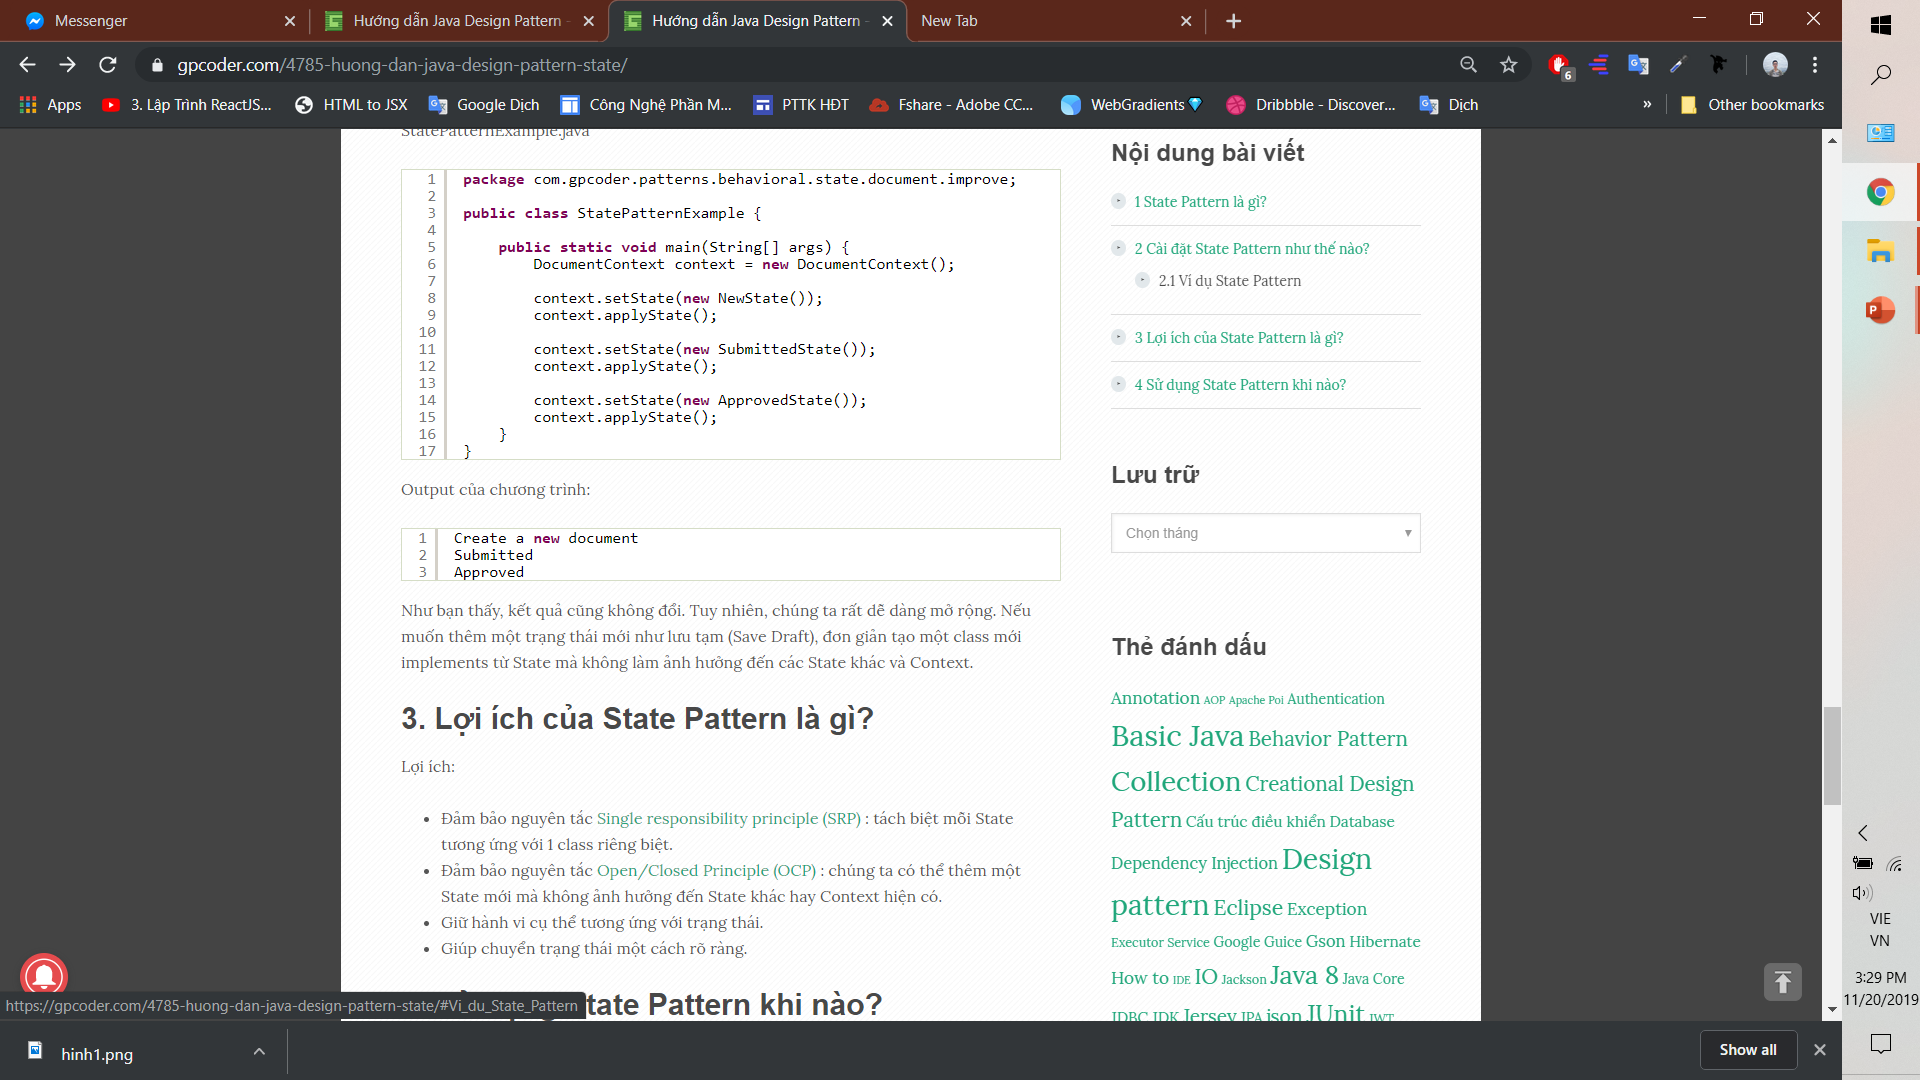 Messenger
Hướng dẫn Java Design Pattern -
Hướng dẫn Java Design Pattern -
New Tab
gpcoder.com/4785-huong-dan-java-design-pattern-state/
6
Apps
3. Lập Trình ReactJS...
HTML to JSX
Google Dịch
Công Nghệ Phần M...
PTTK HĐT
Fshare - Adobe CC...
WebGradients
Dribbble - Discover...
Dịch
»
Other bookmarks
StatePatternExample.java
1 package com.gpcoder.patterns.behavioral.state.document.improve;
2
3 public class StatePatternExample {
4
5 public static void main(String[] args) {
6 DocumentContext context = new DocumentContext();
7
8 context.setState(new NewState());
9 context.applyState();
10
11 context.setState(new SubmittedState());
12 context.applyState();
13
14 context.setState(new ApprovedState());
15 context.applyState();
16 }
17 }
Output của chương trình:
1 Create a new document
2 Submitted
3 Approved
Như bạn thấy, kết quả cũng không đổi. Tuy nhiên, chúng ta rất dễ dàng mở rộng. Nếu
muốn thêm một trạng thái mới như lưu tạm (Save Draft), đơn giản tạo một class mới
implements từ State mà không làm ảnh hưởng đến các State khác và Context.
3. Lợi ích của State Pattern là gì?
Lợi ích:
• Đảm bảo nguyên tắc Single responsibility principle (SRP) : tách biệt mỗi State
tương ứng với 1 class riêng biệt.
• Đảm bảo nguyên tắc Open/Closed Principle (OCP) : chúng ta có thể thêm một
State mới mà không ảnh hưởng đến State khác hay Context hiện có.
• Giữ hành vi cụ thể tương ứng với trạng thái.
• Giúp chuyển trạng thái một cách rõ ràng.
tate Pattern khi nào?
https://gpcoder.com/4785-huong-dan-java-design-pattern-state/#Vi_du_State_Pattern
Nội dung bài viết
1 State Pattern là gì?
2 Cài đặt State Pattern như thế nào?
2.1 Ví dụ State Pattern
3 Lợi ích của State Pattern là gì?
4 Sử dụng State Pattern khi nào?
Lưu trữ
Chọn tháng
Thẻ đánh dấu
Annotation AOP Apache Poi Authentication
Basic Java Behavior Pattern
Collection Creational Design
Pattern Cấu trúc điều khiển Database
Dependency Injection Design
pattern Eclipse Exception
Executor Service Google Guice Gson Hibernate
How to IDE IO Jackson Java 8 Java Core
JDBC JDK Jersey JPA json JUnit JWT
hinh1.png
Show all
P
VIE
VN
3:29 PM
11/20/2019